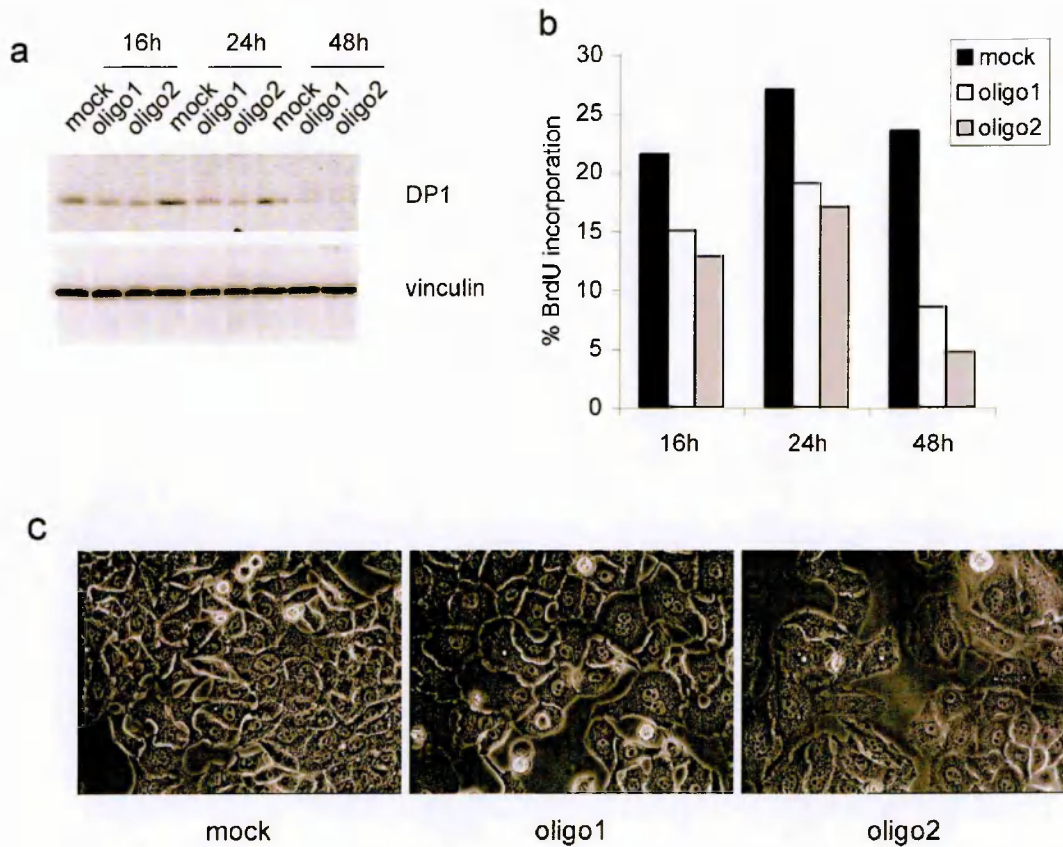 a
16h 24h 48h
mock oligo1 oligo2 mock oligo1 oligo2 mock oligo1 oligo2
DP1
vinculin
b
30
25
20
15
10
5
0
% BrdU incorporation
mock
oligo1
oligo2
16h 24h 48h
c
mock oligo1 oligo2